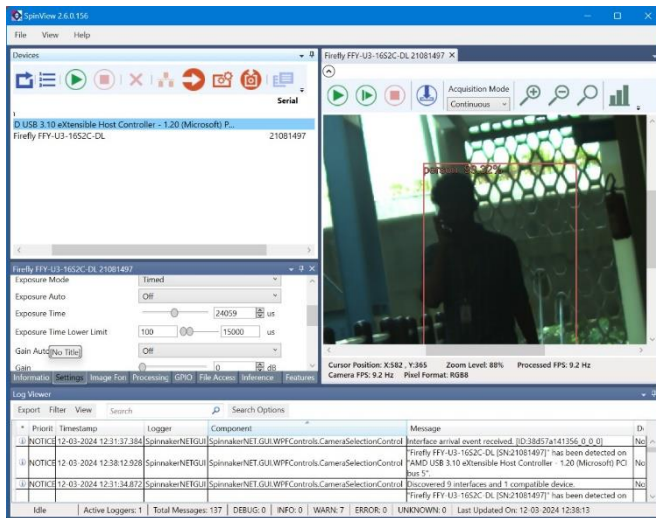 SpinView 2.6.0.156
File View Help
Devices
Serial
D USB 3.10 eXtensible Host Controller - 1.20 (Microsoft) P...
Firefly FFY-U3-16S2C-DL 21081497
Firefly FFY-U3-16S2C-DL 21081497
Exposure Mode Timed
Exposure Auto Off
Exposure Time 24059 us
Exposure Time Lower Limit 100 15000 us
Gain Auto [No Title] Off
Gain 0 dB
Informatio Settings Image Fon Processing GPIO File Access Inference Features
Firefly FFY-U3-16S2C-DL 21081497
Acquisition Mode
Continuous
person 99.22%
Cursor Position: X:582 , Y:365 Zoom Level: 88% Processed FPS: 9.2 Hz
Camera FPS: 9.2 Hz Pixel Format: RGB8
Log Viewer
Export Filter View Search Search Options
* Priorit Timestamp Logger Component Message D
NOTICE 12-03-2024 12:31:37.384 SpinnakerNETGUI SpinnakerNET.GUI.WPFControls.CameraSelectionControl Interface arrival event received. [ID:38d57a141356_0_0_0] No
NOTICE 12-03-2024 12:38:12.928 SpinnakerNETGUI SpinnakerNET.GUI.WPFControls.CameraSelectionControl "Firefly FFY-U3-16S2C-DL [SN:21081497]" has been detected on
"AMD USB 3.10 eXtensible Host Controller - 1.20 (Microsoft) PCI No
bus 5".
NOTICE 12-03-2024 12:31:34.872 SpinnakerNETGUI SpinnakerNET.GUI.WPFControls.CameraSelectionControl Discovered 9 interfaces and 1 compatible device. No
"Firefly FFY-U3-16S2C-DL [SN:21081497]" has been detected on
Idle Active Loggers: 1 Total Messages: 137 DEBUG: 0 INFO: 0 WARN: 7 ERROR: 0 UNKNOWN: 0 Last Updated On: 12-03-2024 12:38:13